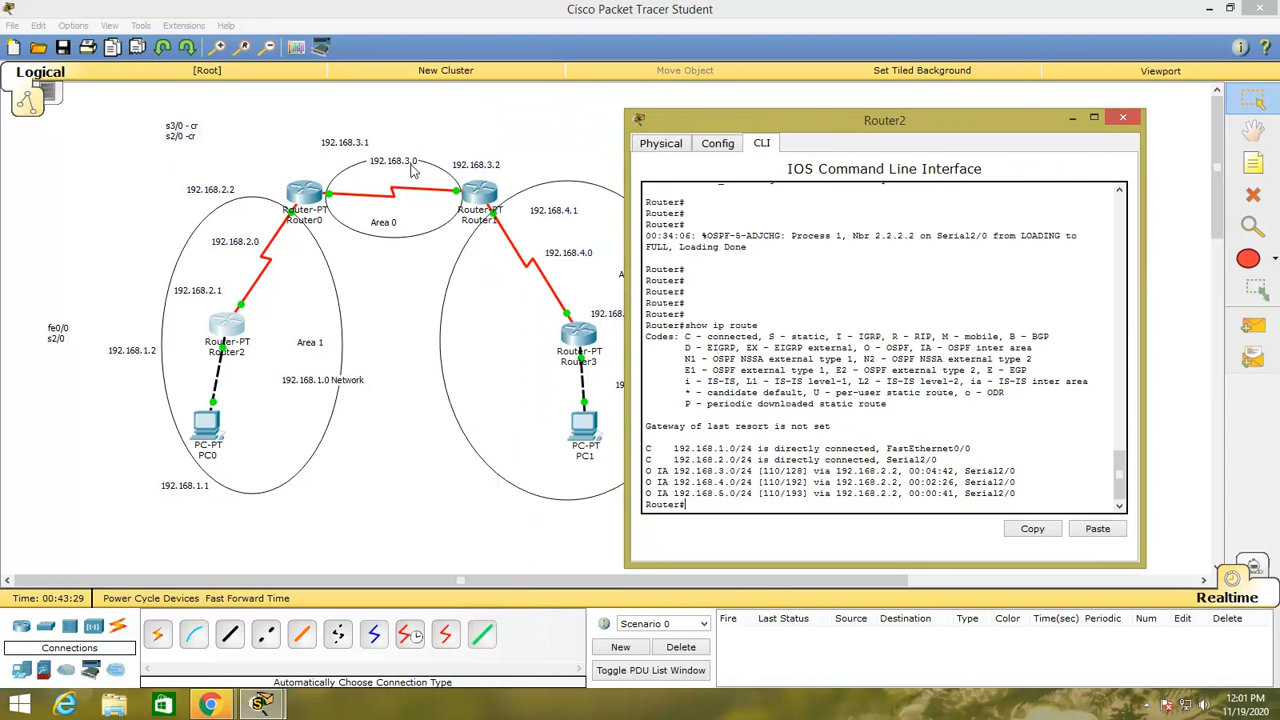 Cisco Packet Tracer Student
File Edit Options View Tools Extensions Help
Logical
[Root]
New Cluster
Move Object
Set Tiled Background
Viewport
s3/0 - cr
s2/0 -cr
192.168.3.1
192.168.3.0
192.168.3.2
192.168.2.2
Router-PT
Router0
Router-PT
Router1
192.168.4.1
Area 0
192.168.2.0
192.168.4.0
192.168.2.1
192.168.
fe0/0
s2/0
Router-PT
Router2
Area 1
Router-PT
Router3
192.168.1.2
192.168.1.0 Network
PC-PT
PC0
PC-PT
PC1
192.168.1.1
Router2
Physical Config CLI
IOS Command Line Interface
Router#
Router#
Router#
00:34:06: %OSPF-5-ADJCHG: Process 1, Nbr 2.2.2.2 on Serial2/0 from LOADING to
FULL, Loading Done
Router#
Router#
Router#
Router#
Router#
Router#show ip route
Codes: C - connected, S - static, I - IGRP, R - RIP, M - mobile, B - BGP
D - EIGRP, EX - EIGRP external, O - OSPF, IA - OSPF inter area
N1 - OSPF NSSA external type 1, N2 - OSPF NSSA external type 2
E1 - OSPF external type 1, E2 - OSPF external type 2, E - EGP
i - IS-IS, L1 - IS-IS level-1, L2 - IS-IS level-2, ia - IS-IS inter area
* - candidate default, U - per-user static route, o - ODR
P - periodic downloaded static route
Gateway of last resort is not set
C 192.168.1.0/24 is directly connected, FastEthernet0/0
C 192.168.2.0/24 is directly connected, Serial2/0
O IA 192.168.3.0/24 [110/128] via 192.168.2.2, 00:04:42, Serial2/0
O IA 192.168.4.0/24 [110/192] via 192.168.2.2, 00:02:26, Serial2/0
O IA 192.168.5.0/24 [110/193] via 192.168.2.2, 00:00:41, Serial2/0
Router#
Copy Paste
Time: 00:43:29
Power Cycle Devices Fast Forward Time
Realtime
Connections
Automatically Choose Connection Type
Scenario 0
New Delete
Toggle PDU List Window
Fire Last Status Source Destination Type Color Time(sec) Periodic Num Edit Delete
12:01 PM
11/19/2020